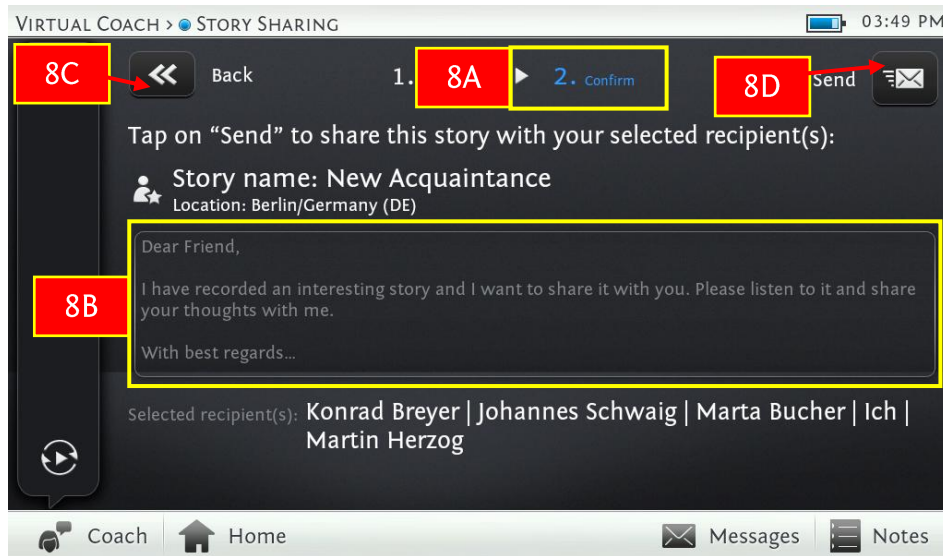 VIRTUAL COACH > STORY SHARING 03:49 PM
8C Back 1. 8A 2. Confirm 8D Send
Tap on “Send” to share this story with your selected recipient(s):
Story name: New Acquaintance
Location: Berlin/Germany (DE)
Dear Friend,
8B
I have recorded an interesting story and I want to share it with you. Please listen to it and share
your thoughts with me.
With best regards...
Selected recipient(s): Konrad Breyer | Johannes Schwaig | Marta Bucher | Ich |
Martin Herzog
Coach Home Messages Notes